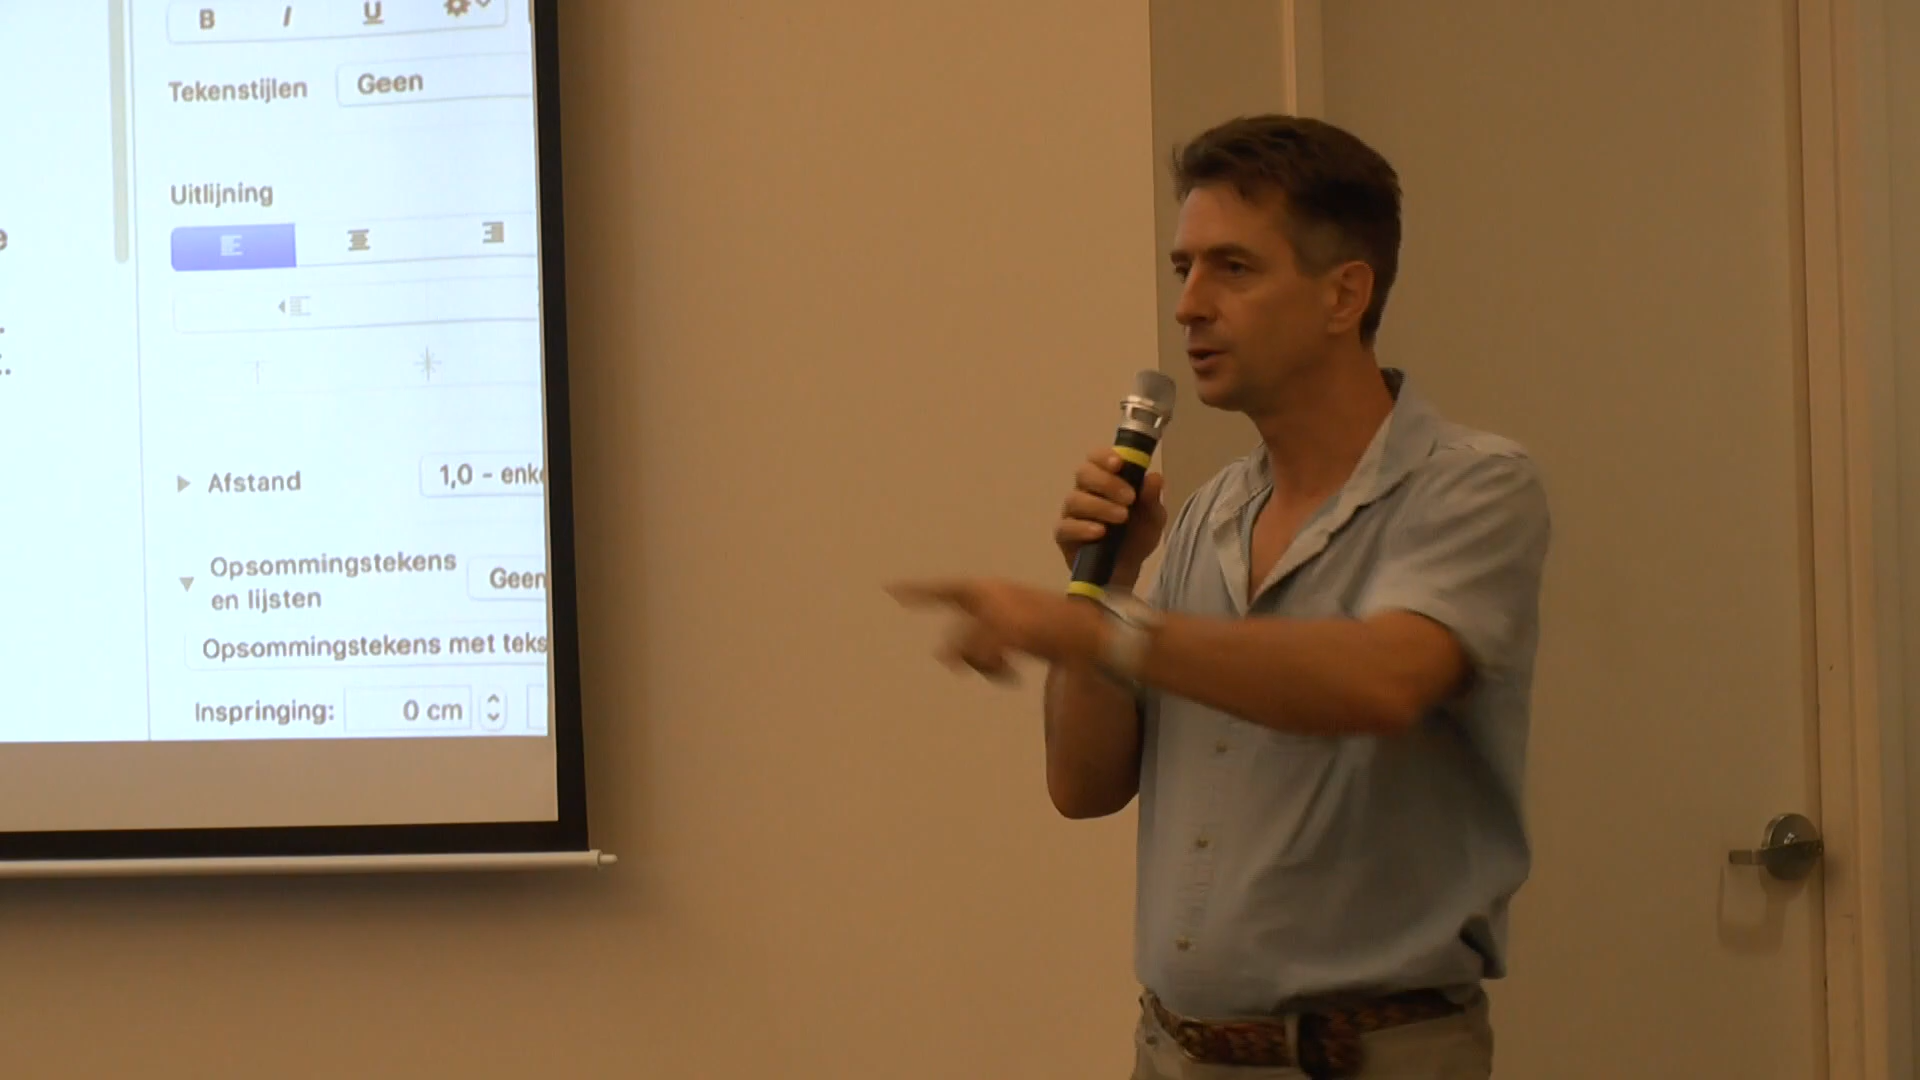 B I U
Tekenstijlen Geen
Uitlijning
Afstand 1,0 - enk
Opsommingstekens
en lijsten Geen
Opsommingstekens met teks
Inspringing: 0 cm